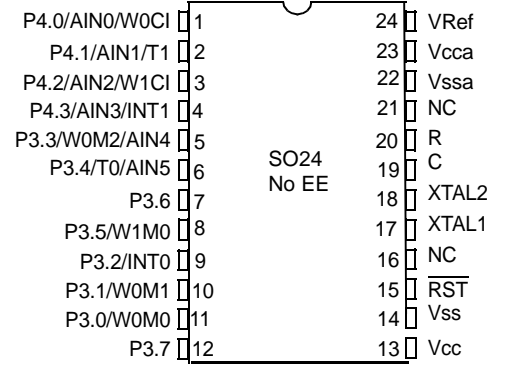 P4.0/AIN0/W0CI 1 24 VRef
P4.1/AIN1/T1 2 23 Vcca
P4.2/AIN2/W1CI 3 22 Vssa
P4.3/AIN3/INT1 4 21 NC
P3.3/W0M2/AIN4 5 20 R
P3.4/T0/AIN5 6 SO24 19 C
P3.6 7 No EE 18 XTAL2
P3.5/W1M0 8 17 XTAL1
P3.2/INT0 9 16 NC
P3.1/W0M1 10 15 RST
P3.0/W0M0 11 14 Vss
P3.7 12 13 Vcc